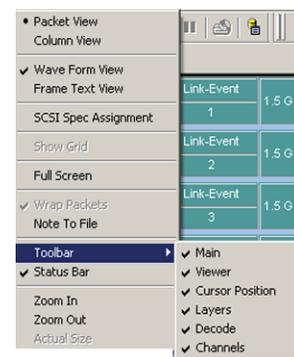 Packet View
Column View
Wave Form View
Frame Text View
SCSI Spec Assignment
Show Grid
Full Screen
Wrap Packets
Note To File
Toolbar
Status Bar
Zoom In
Zoom Out
Actual Size
Main
Viewer
Cursor Position
Layers
Decode
Channels
Link-Event
1
1.5 G
Link-Event
2
1.5 G
Link-Event
3
1.5 G